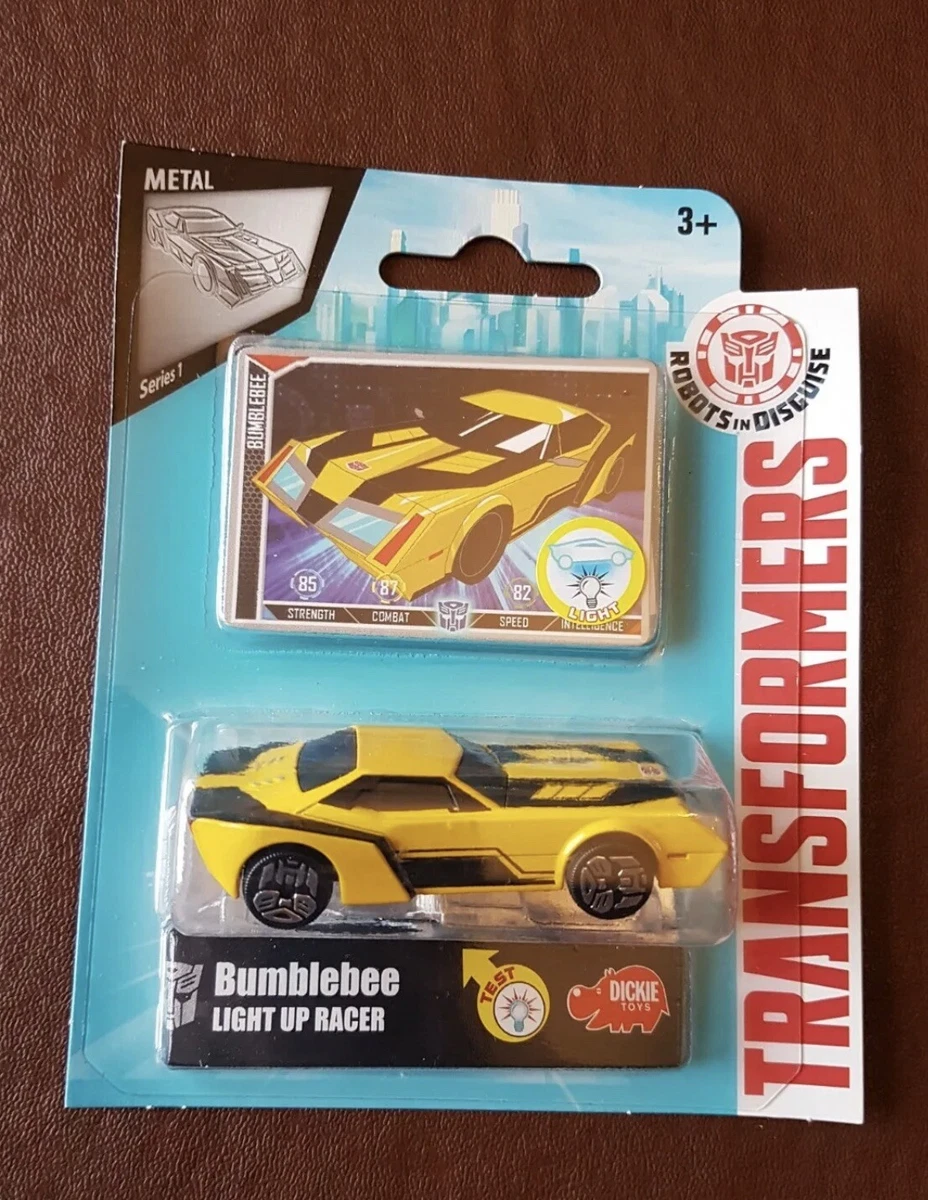 METAL
3+
Series 1
ROBOTS IN DISGUISE
TRANSFORMERS
BUMBLEBEE
85
87
82
LIGHT
STRENGTH
COMBAT
SPEED
INTELLIGENCE
Bumblebee
LIGHT UP RACER
TEST
DICKIE
TOYS